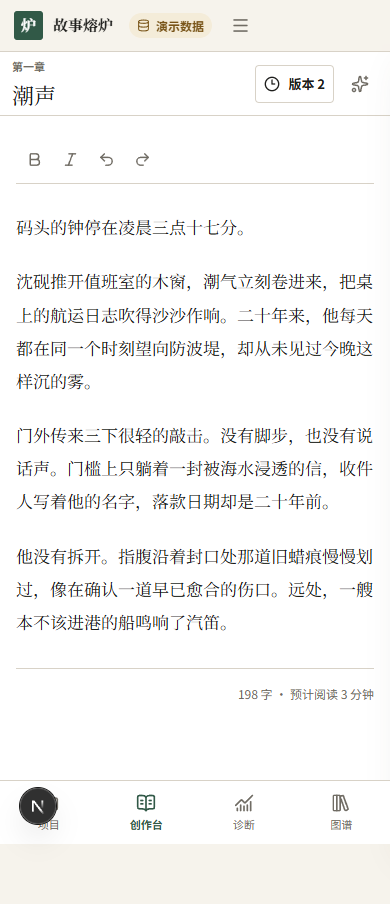 炉 故事熔炉 演示数据
第一章
潮声
版本 2
B I
码头的钟停在凌晨三点十七分。
沈砚推开值班室的木窗，潮气立刻卷进来，把桌
上的航运日志吹得沙沙作响。二十年来，他每天
都在同一个时刻望向防波堤，却从未见过今晚这
样沉的雾。
门外传来三下很轻的敲击。没有脚步，也没有说
话声。门槛上只躺着一封被海水浸透的信，收件
人写着他的名字，落款日期却是二十年前。
他没有拆开。指腹沿着封口处那道旧蜡痕慢慢划
过，像在确认一道早已愈合的伤口。远处，一艘
本不该进港的船鸣响了汽笛。
198 字 · 预计阅读 3 分钟
N
项目 创作台 诊断 图谱